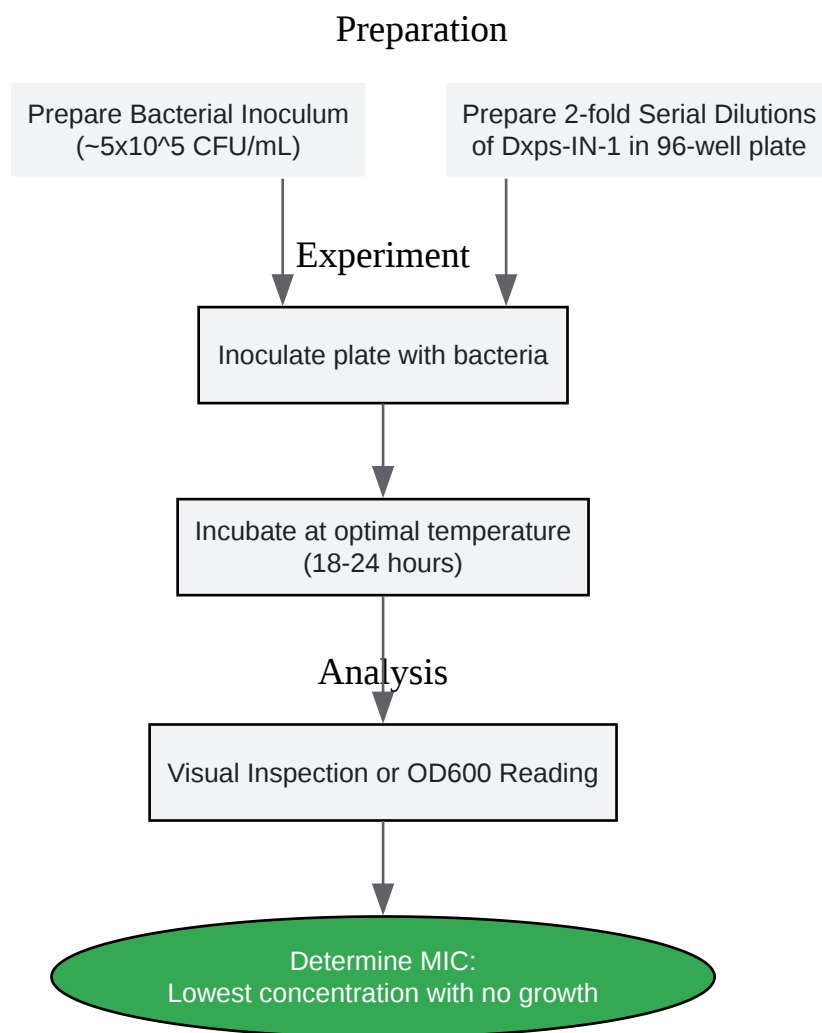 Preparation
Prepare Bacterial Inoculum
(~5x10^5 CFU/mL)
Prepare 2-fold Serial Dilutions
of Dxps-IN-1 in 96-well plate
Experiment
Inoculate plate with bacteria
Incubate at optimal temperature
(18-24 hours)
Analysis
Visual Inspection or OD600 Reading
Determine MIC:
Lowest concentration with no growth